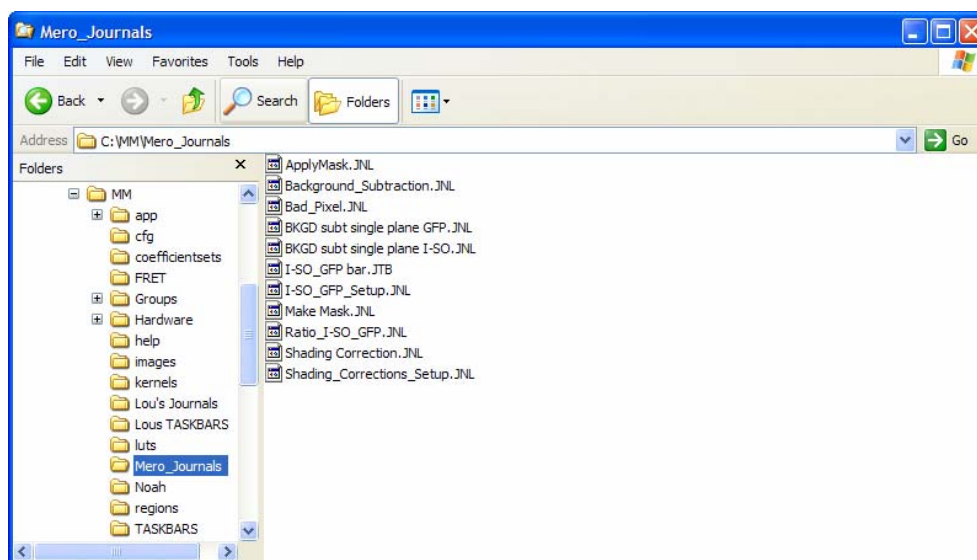 Mero_Journals
File Edit View Favorites Tools Help
Back Search Folders
Address C:\MM\Mero_Journals Go
Folders
MM
app
cfg
coefficientsets
FRET
Groups
Hardware
help
images
kernels
Lou's Journals
Lous TASKBARS
luts
Mero_Journals
Noah
regions
TASKBARS
ApplyMask.JNL
Background_Subtraction.JNL
Bad_Pixel.JNL
BKGD subt single plane GFP.JNL
BKGD subt single plane I-SO.JNL
I-SO_GFP bar.JTB
I-SO_GFP_Setup.JNL
Make Mask.JNL
Ratio_I-SO_GFP.JNL
Shading Correction.JNL
Shading_Corrections_Setup.JNL